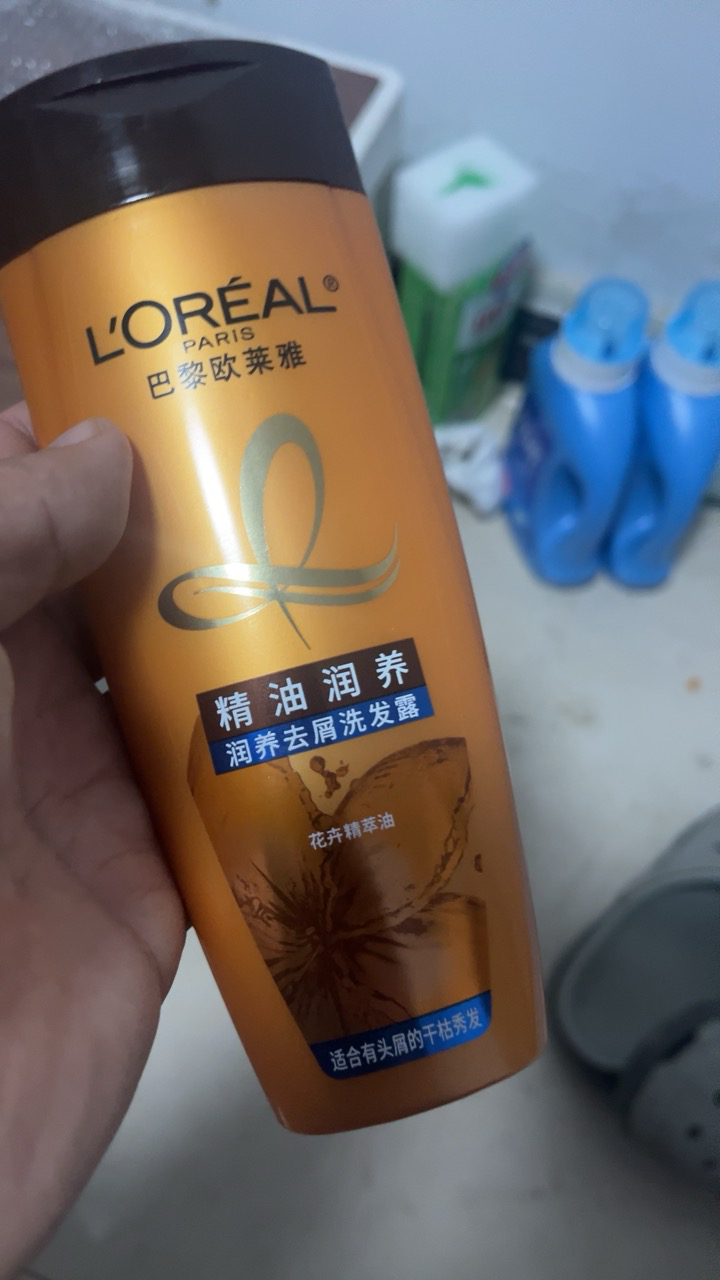 L'ORÉAL®
PARIS
巴黎欧莱雅
精油润养
润养去屑洗发露
花卉精萃油
适合有头屑的干枯秀发